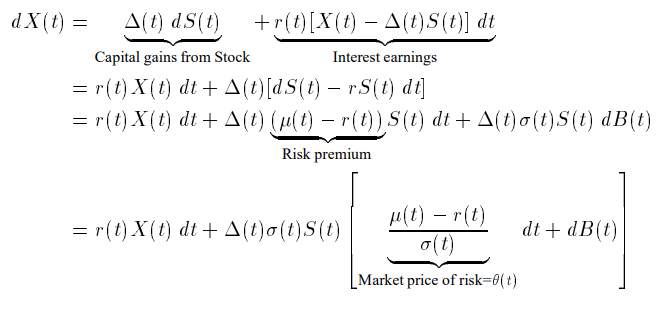 dX(t) = Δ(t) dS(t) + r(t)[X(t) − Δ(t)S(t)] dt
Capital gains from Stock Interest earnings
= r(t)X(t) dt + Δ(t)[dS(t) − rS(t) dt]
= r(t)X(t) dt + Δ(t) (μ(t) − r(t)) S(t) dt + Δ(t)σ(t)S(t) dB(t)
Risk premium
= r(t)X(t) dt + Δ(t)σ(t)S(t) [ (μ(t) − r(t)) / σ(t) dt + dB(t) ]
Market price of risk=θ(t)